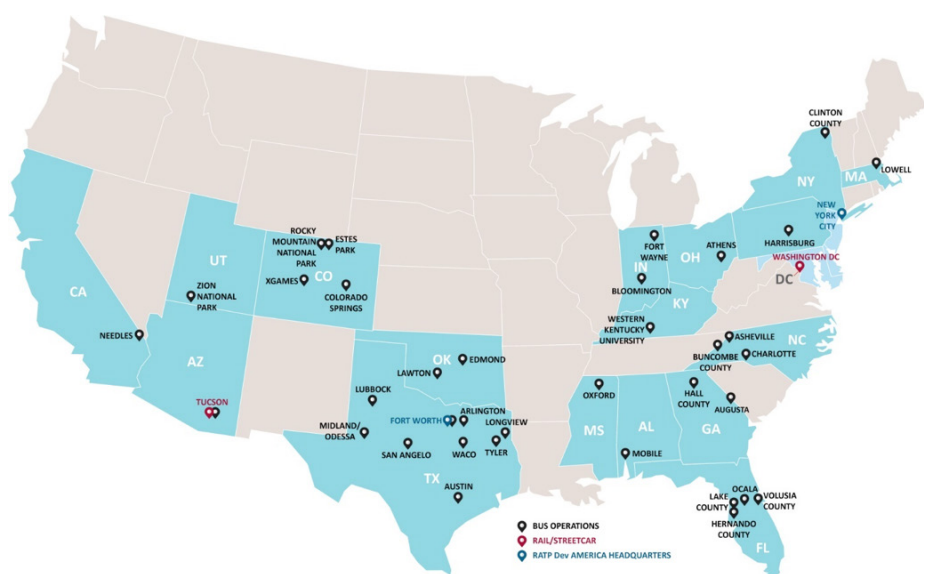 CLINTON
COUNTY
LOWELL
MA
NY
NEW
YORK
CITY
ROCKY
MOUNTAIN
NATIONAL
PARK
ESTES
PARK
FORT
WAYNE
ATHENS
HARRISBURG
WASHINGTON DC
DC
UT
CO
IN
OH
XGAMES
COLORADO
SPRINGS
BLOOMINGTON
CA
ZION
NATIONAL
PARK
KY
WESTERN
KENTUCKY
UNIVERSITY
NEEDLES
ASHEVILLE
NC
BUNCOMBE
COUNTY
CHARLOTTE
AZ
OK
EDMOND
LAWTON
LUBBOCK
OXFORD
HALL
COUNTY
AUGUSTA
TUCSON
FORT WORTH
ARLINGTON
LONGVIEW
MIDLAND/
ODESSA
SAN ANGELO
WACO
TYLER
MS
AL
GA
MOBILE
TX
AUSTIN
LAKE
COUNTY
OCALA
VOLUSIA
COUNTY
HERNANDO
COUNTY
FL
BUS OPERATIONS
RAIL/STREETCAR
RATP Dev AMERICA HEADQUARTERS